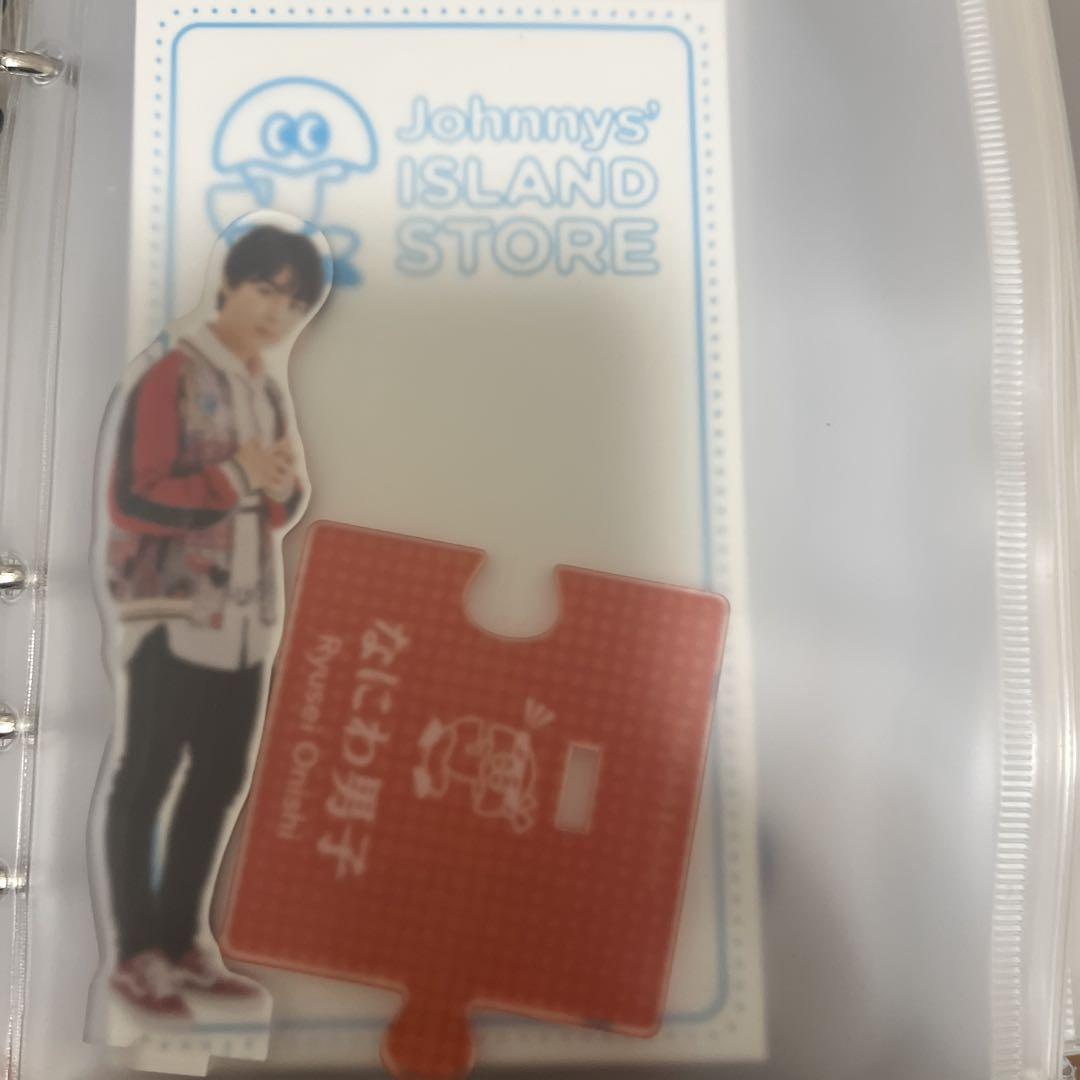 Johnnys'
ISLAND
STORE
なにわ男子
Ryusei Onishi